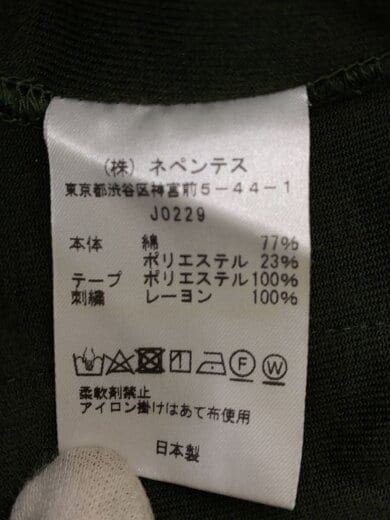 (株) ネペンテス
東京都渋谷区神宮前5-44-1
J0229
本体 綿 77%
ポリエステル 23%
テープ ポリエステル 100%
刺繍 レーヨン 100%
F W
柔軟剤禁止
アイロン掛けはあて布使用
日本製